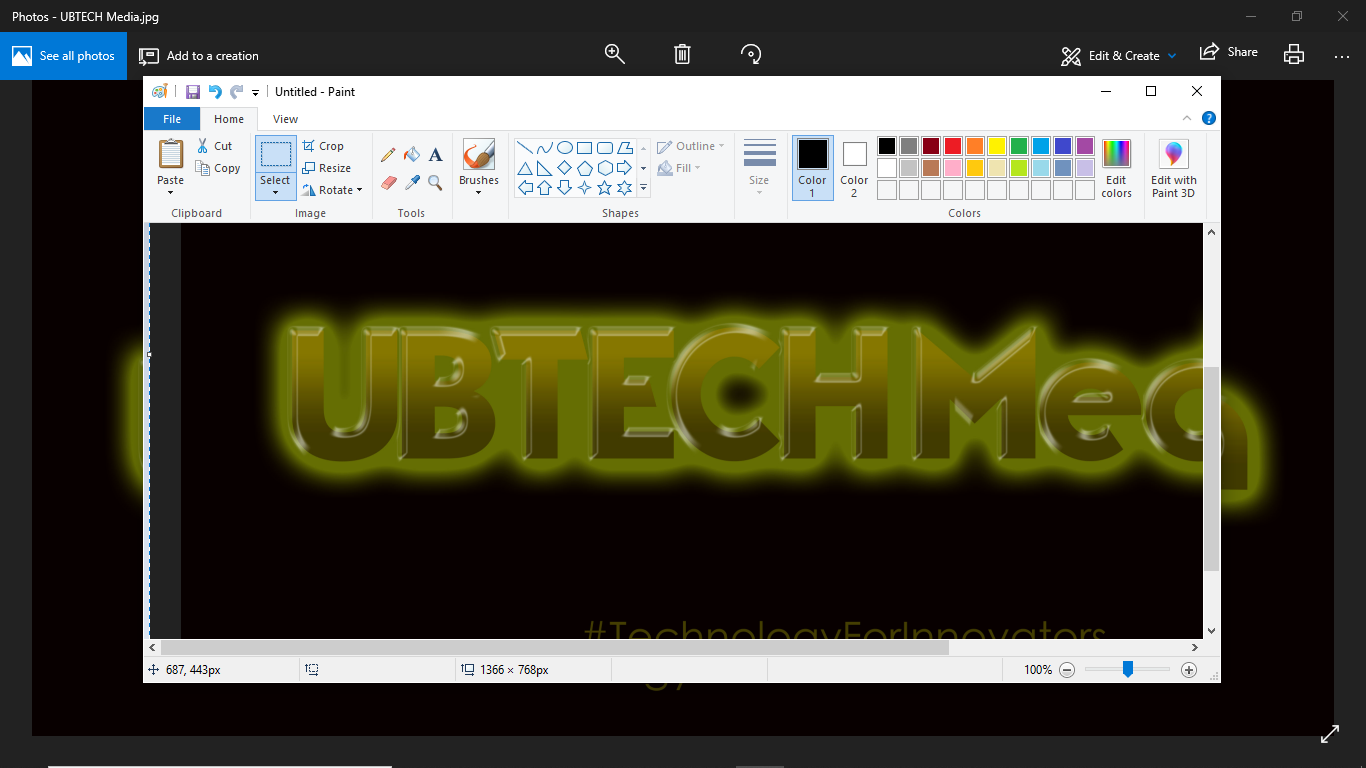 Photos - UBTECH Media.jpg
See all photos
Add to a creation
Edit & Create
Share
Untitled - Paint
File
Home
View
Paste
Cut
Copy
Clipboard
Select
Crop
Resize
Rotate
Image
A
Tools
Brushes
Shapes
Outline
Fill
Size
Color
1
Color
2
Colors
Edit
colors
Edit with
Paint 3D
UBTECH Med
#TechnologyForInnovators
687, 443px
1366 × 768px
100%